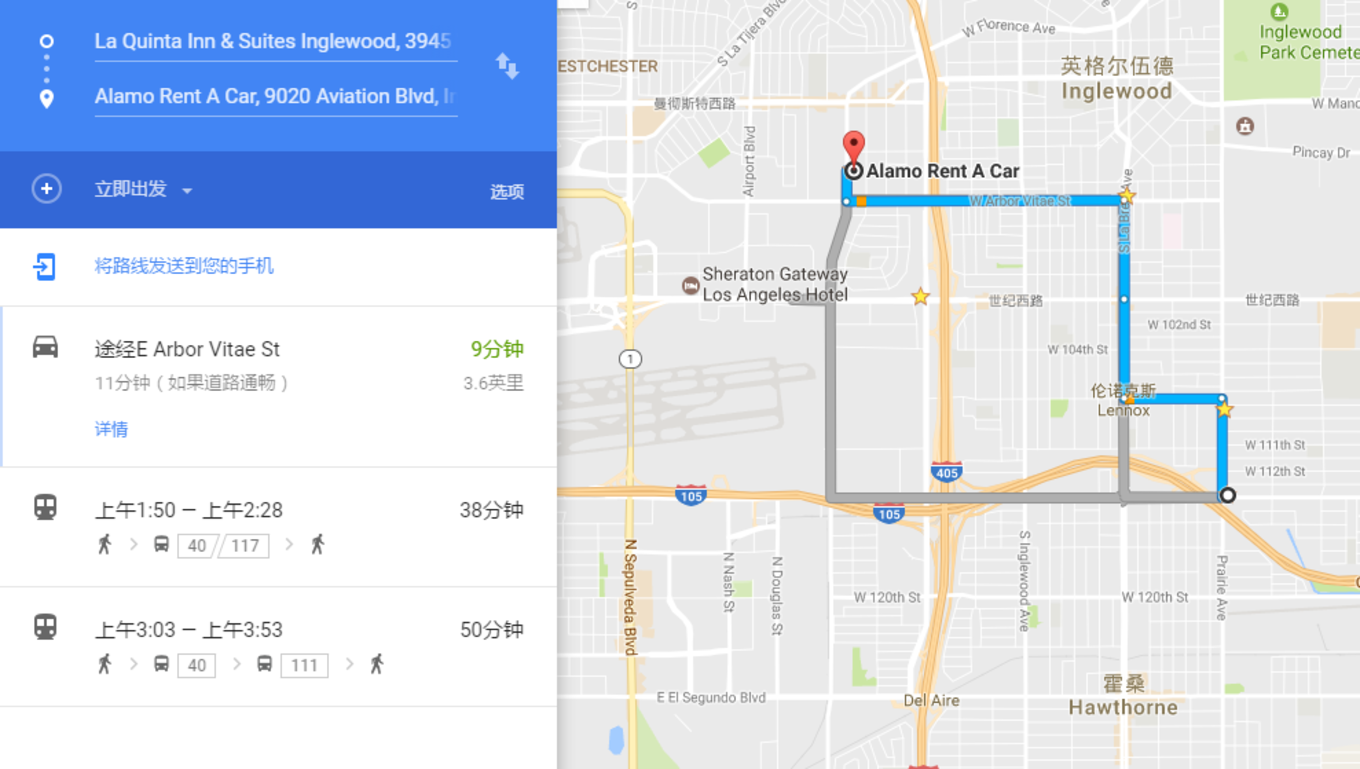 La Quinta Inn & Suites Inglewood, 3945
Alamo Rent A Car, 9020 Aviation Blvd, In
立即出发
选项
将路线发送到您的手机
途经E Arbor Vitae St
9分钟
11分钟（如果道路通畅）
3.6英里
详情
上午1:50 – 上午2:28
38分钟
40
117
上午3:03 – 上午3:53
50分钟
40
111
S La Tijera Blvd
W Florence Ave
Inglewood
Park Cemete
ESTCHESTER
英格尔伍德
Inglewood
曼彻斯特西路
W Manc
Pincay Dr
Airport Blvd
Alamo Rent A Car
W Arbor Vitae St
S La Brea Ave
Sheraton Gateway
Los Angeles Hotel
世纪西路
世纪西路
W 102nd St
W 104th St
1
伦诺克斯
Lennox
W 111th St
W 112th St
405
105
105
N Sepulveda Blvd
N Nash St
N Douglas St
S Inglewood Ave
Prairie Ave
W 120th St
W 120th St
E El Segundo Blvd
Del Aire
霍桑
Hawthorne